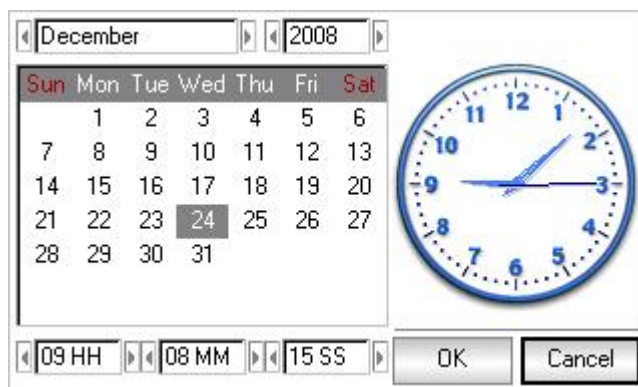 December 2008
Sun Mon Tue Wed Thu Fri Sat
1 2 3 4 5 6
7 8 9 10 11 12 13
14 15 16 17 18 19 20
21 22 23 24 25 26 27
28 29 30 31
09 HH 08 MM 15 SS
12
1
2
3
4
5
6
7
8
9
10
11
OK Cancel